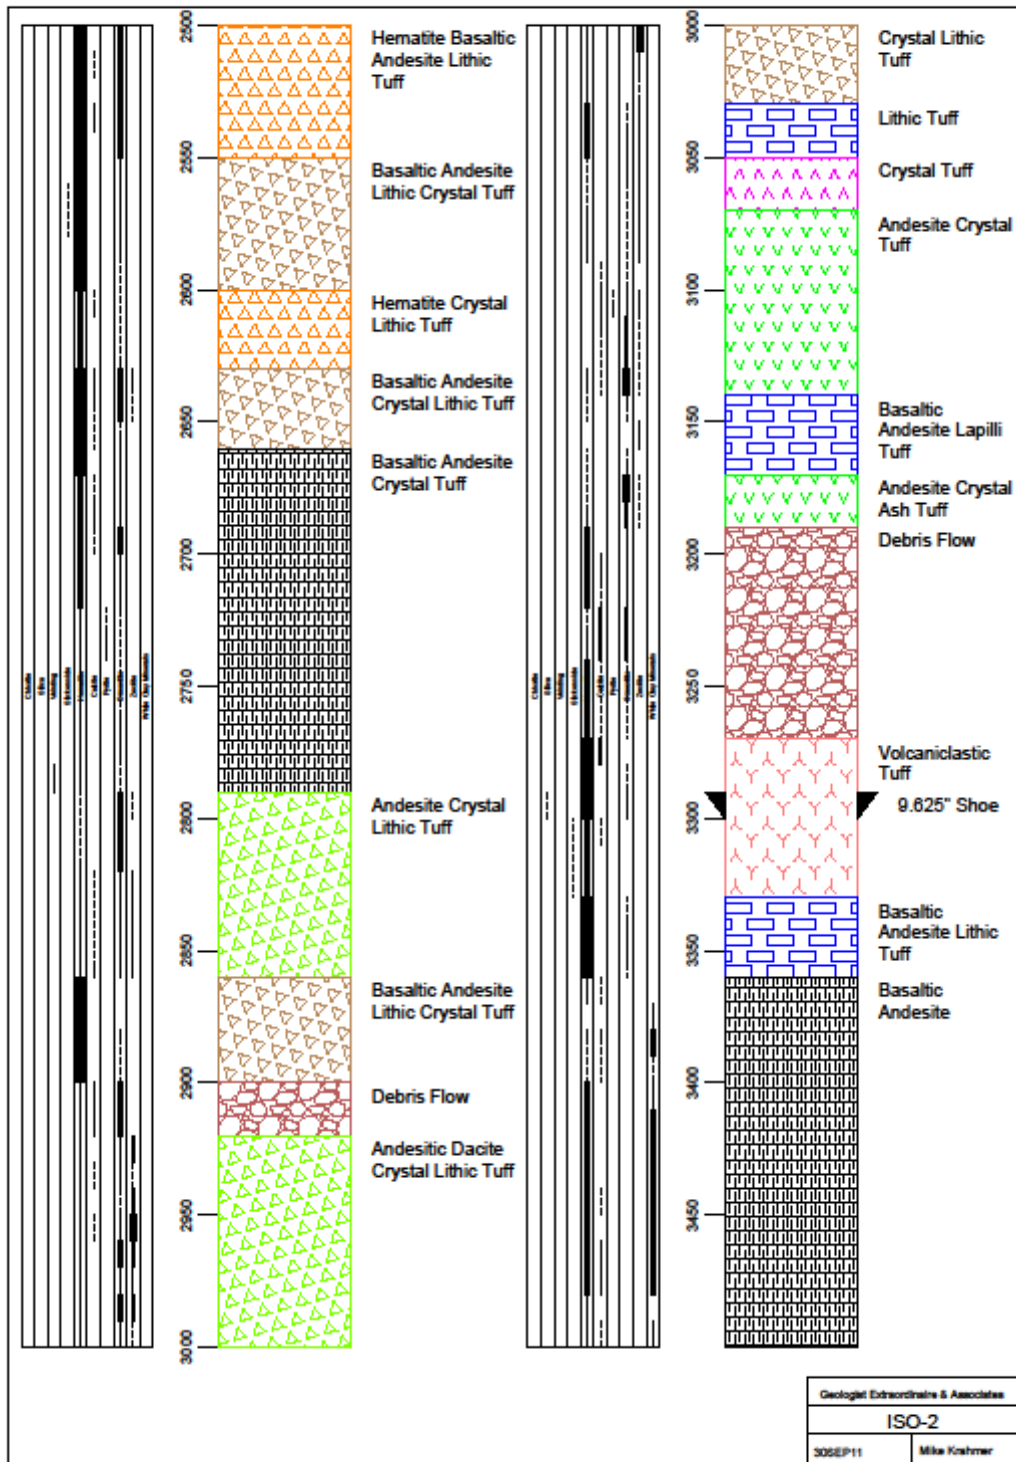 2500
2550
2600
2650
2700
2750
2800
2850
2900
2950
3000
Hematite Basaltic
Andesite Lithic
Tuff
Basaltic Andesite
Lithic Crystal Tuff
Hematite Crystal
Lithic Tuff
Basaltic Andesite
Crystal Lithic Tuff
Basaltic Andesite
Crystal Tuff
Andesite Crystal
Lithic Tuff
Basaltic Andesite
Lithic Crystal Tuff
Debris Flow
Andesitic Dacite
Crystal Lithic Tuff
3000
3050
3100
3150
3200
3250
3300
3350
3400
3450
Crystal Lithic
Tuff
Lithic Tuff
Crystal Tuff
Andesite Crystal
Tuff
Basaltic
Andesite Lapilli
Tuff
Andesite Crystal
Ash Tuff
Debris Flow
Volcaniclastic
Tuff
9.625" Shoe
Basaltic
Andesite Lithic
Tuff
Basaltic
Andesite
Geologist Extraordinaire & Associates
ISO-2
30SEP11
Mike Krahmer